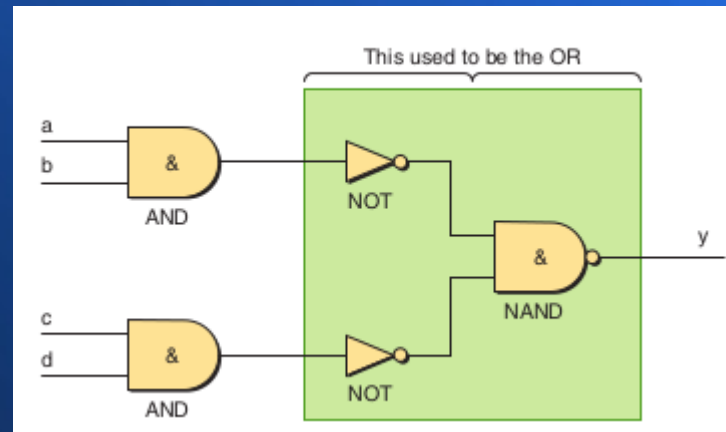 This used to be the OR
a
b
&
AND
NOT
y
&
NAND
c
d
&
AND
NOT